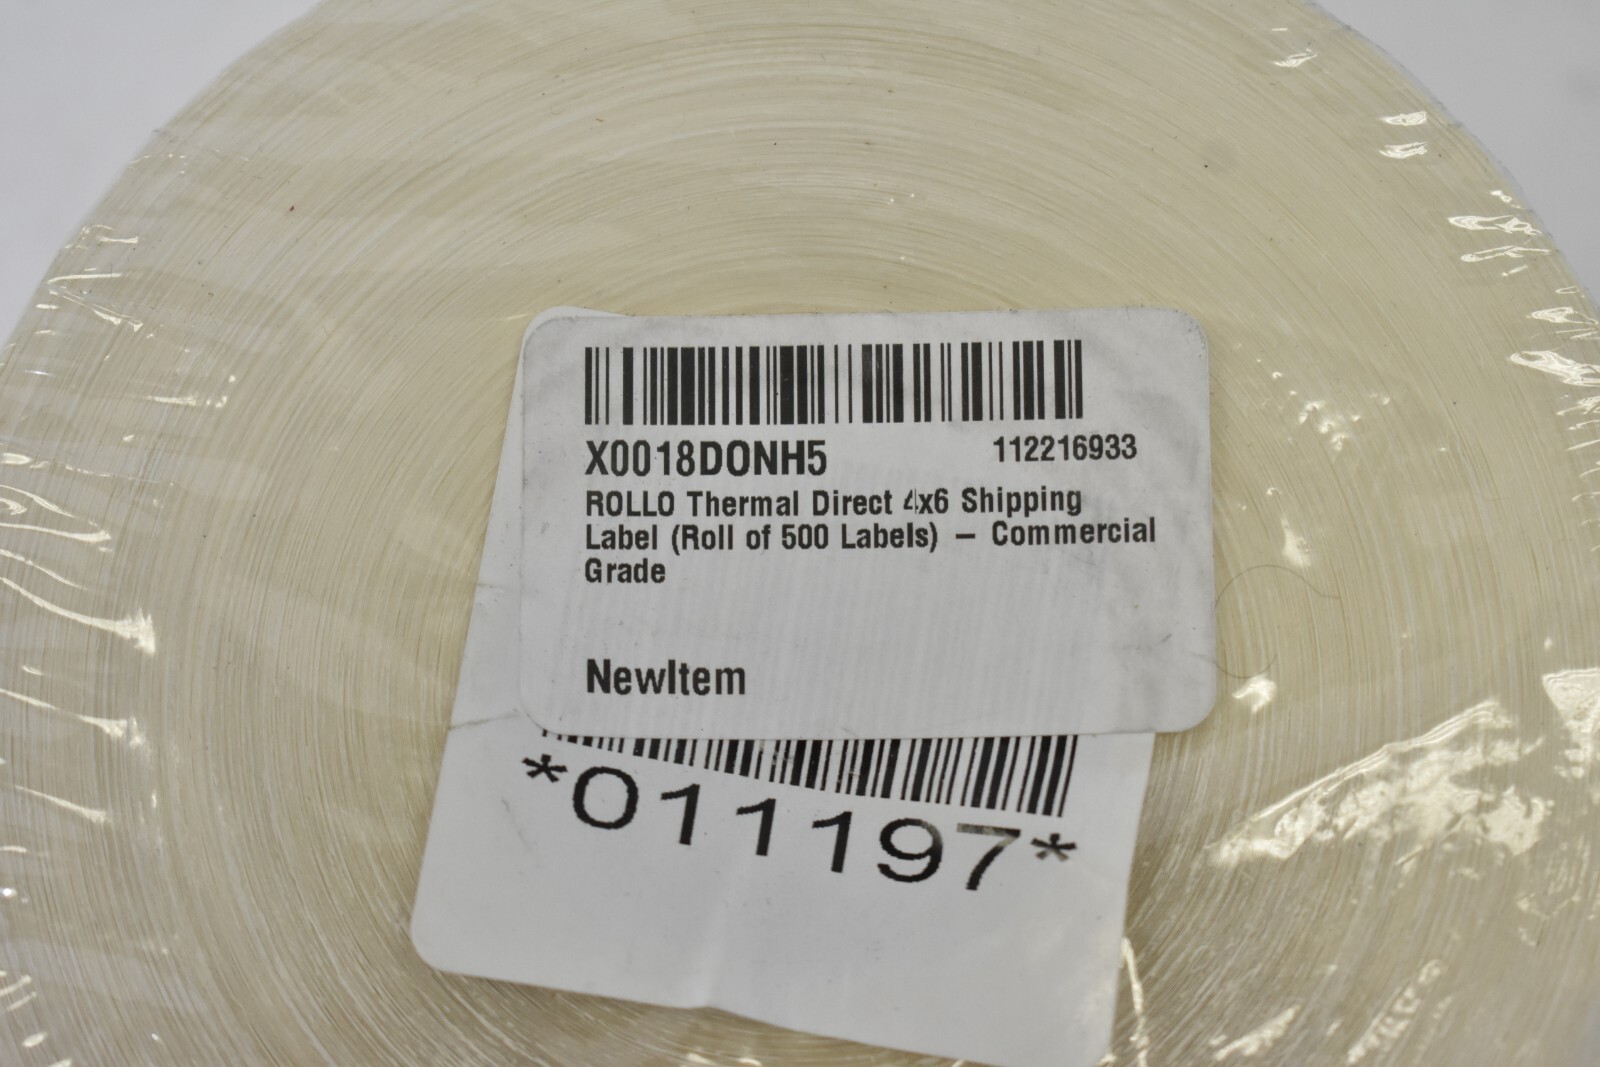 X0018DONH5 112216933
ROLLO Thermal Direct 4x6 Shipping
Label (Roll of 500 Labels) – Commercial
Grade
NewItem
*011197*